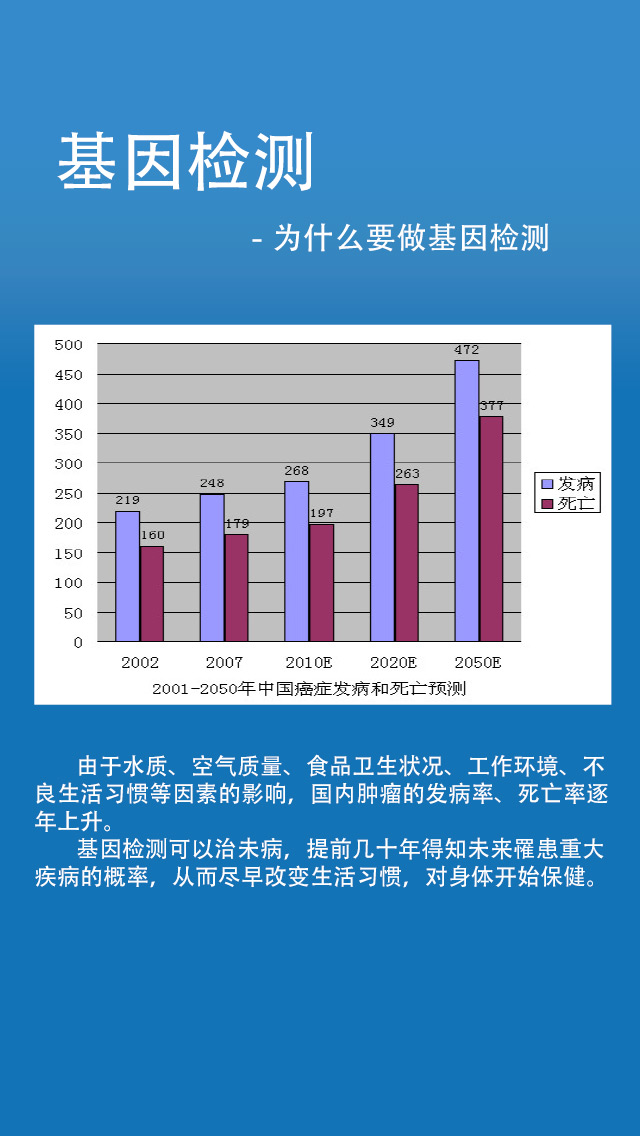 基因检测
- 为什么要做基因检测
500
450
400
350
300
250
200
150
100
50
0
219
160
248
179
268
197
349
263
472
377
发病
死亡
2002
2007
2010E
2020E
2050E
2001-2050年中国癌症发病和死亡预测
由于水质、空气质量、食品卫生状况、工作环境、不
良生活习惯等因素的影响，国内肿瘤的发病率、死亡率逐
年上升。
基因检测可以治未病，提前几十年得知未来罹患重大
疾病的概率，从而尽早改变生活习惯，对身体开始保健。